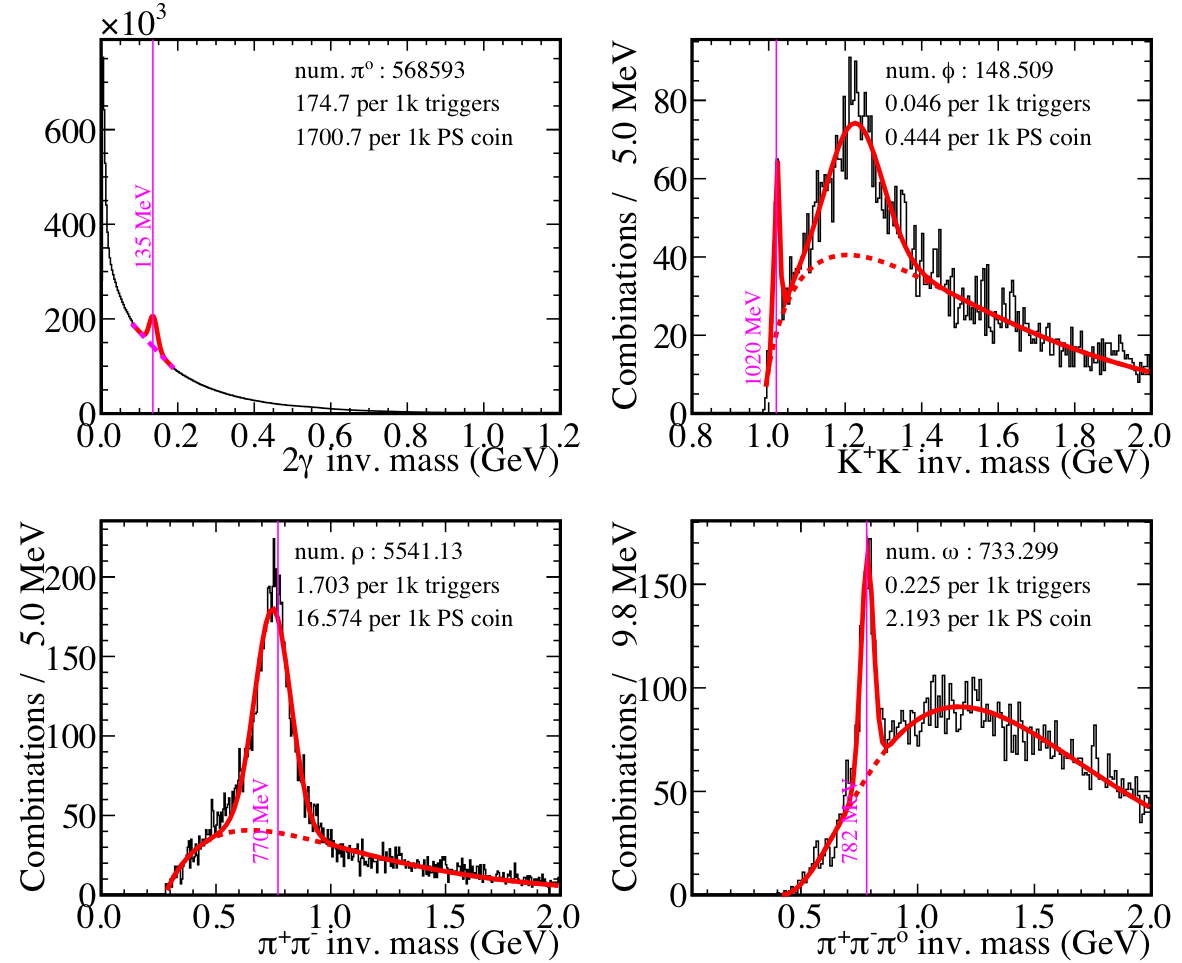 ×10³
num. π⁰ : 568593
174.7 per 1k triggers
1700.7 per 1k PS coin
135 MeV
600
400
200
0
0.0 0.2 0.4 0.6 0.8 1.0 1.2
2γ inv. mass (GeV)
Combinations / 5.0 MeV
num. ϕ : 148.509
0.046 per 1k triggers
0.444 per 1k PS coin
1020 MeV
80
60
40
20
0
0.8 1.0 1.2 1.4 1.6 1.8 2.0
K⁺K⁻ inv. mass (GeV)
Combinations / 5.0 MeV
num. ρ : 5541.13
1.703 per 1k triggers
16.574 per 1k PS coin
770 MeV
200
150
100
50
0
0.0 0.5 1.0 1.5 2.0
π⁺π⁻ inv. mass (GeV)
Combinations / 9.8 MeV
num. ω : 733.299
0.225 per 1k triggers
2.193 per 1k PS coin
782 MeV
150
100
50
0
0.5 1.0 1.5 2.0
π⁺π⁻π⁰ inv. mass (GeV)